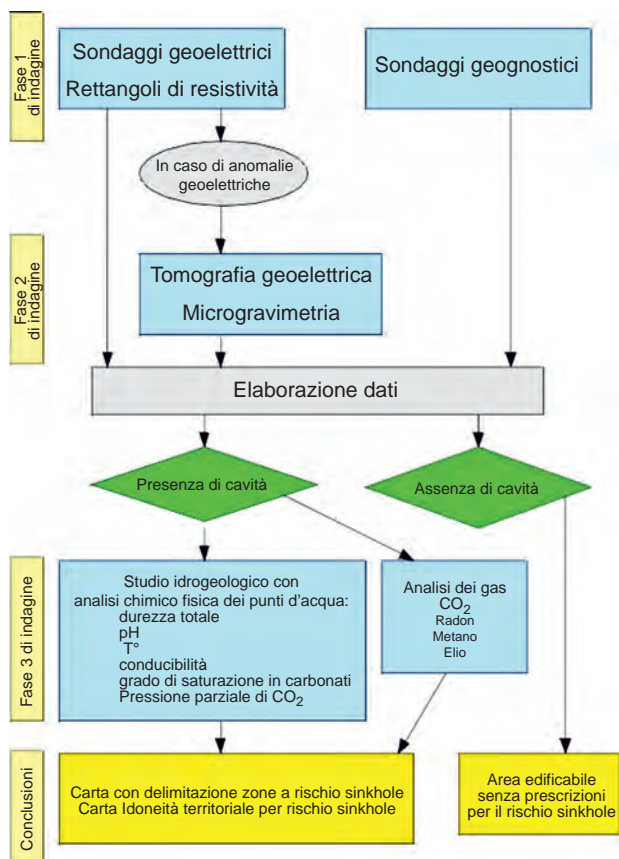 Fase 1
di indagine
Sondaggi geoelettrici
Rettangoli di resistività
Sondaggi geognostici
In caso di anomalie
geoelettriche
Fase 2
di indagine
Tomografia geoelettrica
Microgravimetria
Elaborazione dati
Presenza di cavità
Assenza di cavità
Fase 3 di indagine
Studio idrogeologico con
analisi chimico fisica dei punti d'acqua:
durezza totale
pH
T°
conducibilità
grado di saturazione in carbonati
Pressione parziale di CO2
Analisi dei gas
CO2
Radon
Metano
Elio
Conclusioni
Carta con delimitazione zone a rischio sinkhole
Carta Idoneità territoriale per rischio sinkhole
Area edificabile
senza prescrizioni
per il rischio sinkhole